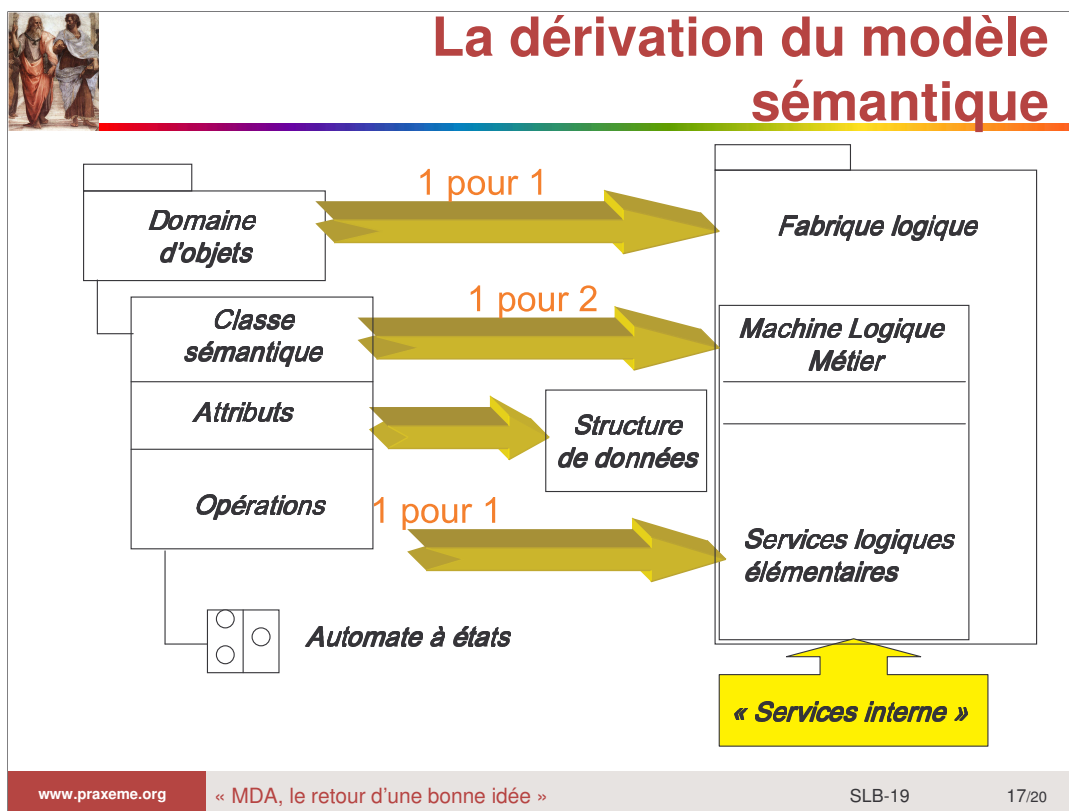 La dérivation du modèle
sémantique
1 pour 1
Domaine
d'objets
Fabrique logique
1 pour 2
Classe
sémantique
Machine Logique
Métier
Attributs
Structure
de données
Opérations
1 pour 1
Services logiques
élémentaires
Automate à états
« Services interne »
www.praxeme.org
« MDA, le retour d'une bonne idée »
SLB-19
17/20